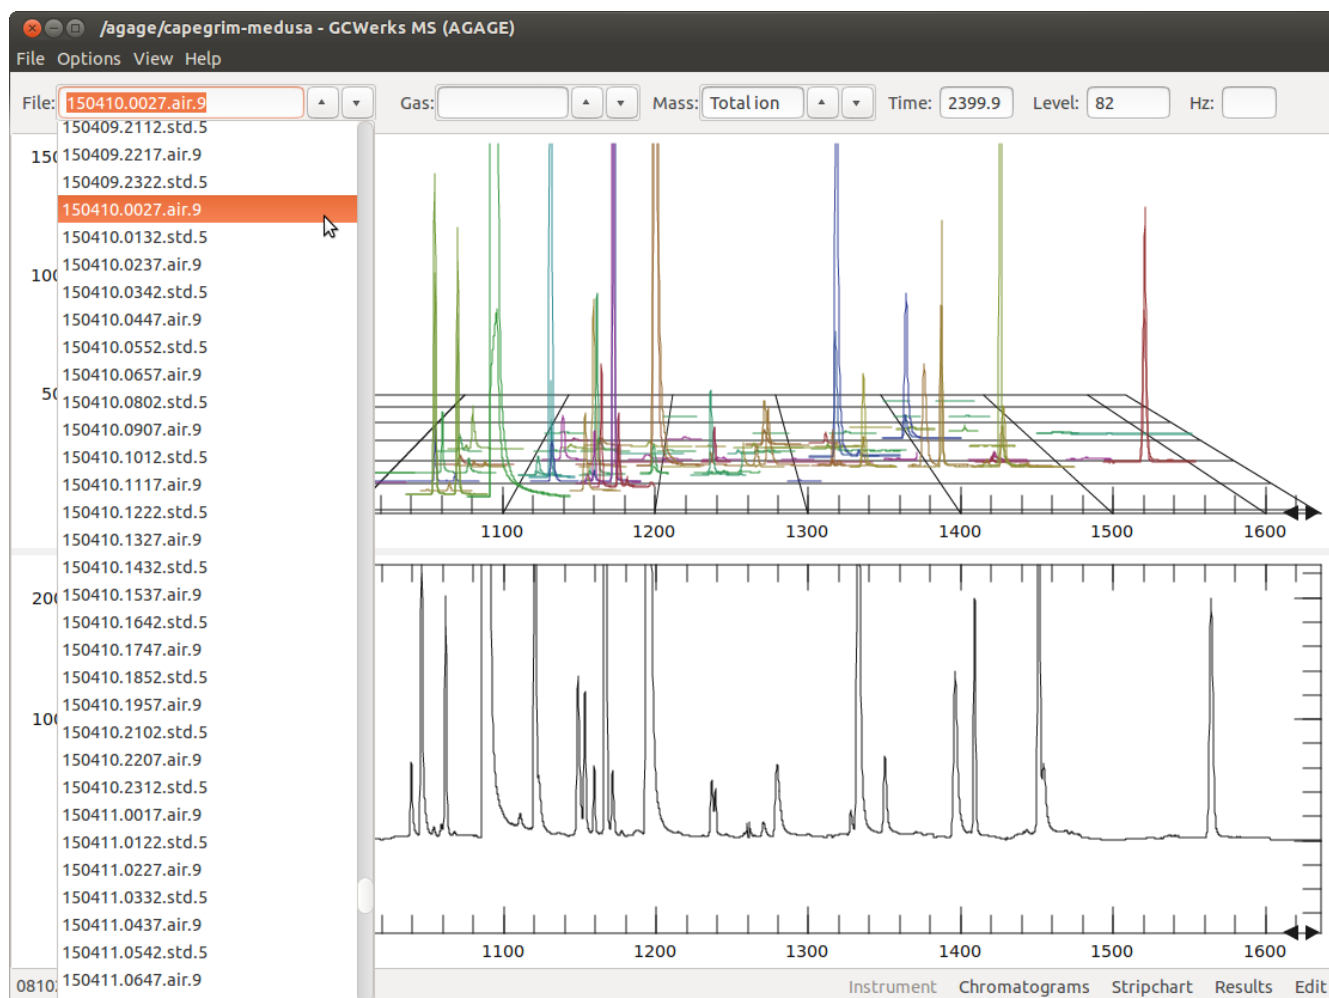 /agage/capegrim-medusa - GCWerks MS (AGAGE)
File Options View Help
File: 150410.0027.air.9 Gas: Mass: Total ion Time: 2399.9 Level: 82 Hz:
150409.2112.std.5
150409.2217.air.9
150409.2322.std.5
150410.0027.air.9
150410.0132.std.5
150410.0237.air.9
150410.0342.std.5
150410.0447.air.9
150410.0552.std.5
150410.0657.air.9
150410.0802.std.5
150410.0907.air.9
150410.1012.std.5
150410.1117.air.9
150410.1222.std.5
150410.1327.air.9
150410.1432.std.5
150410.1537.air.9
150410.1642.std.5
150410.1747.air.9
150410.1852.std.5
150410.1957.air.9
150410.2102.std.5
150410.2207.air.9
150410.2312.std.5
150411.0017.air.9
150411.0122.std.5
150411.0227.air.9
150411.0332.std.5
150411.0437.air.9
150411.0542.std.5
150411.0647.air.9
1100 1200 1300 1400 1500 1600
1100 1200 1300 1400 1500 1600
Instrument Chromatograms Stripchart Results Edit